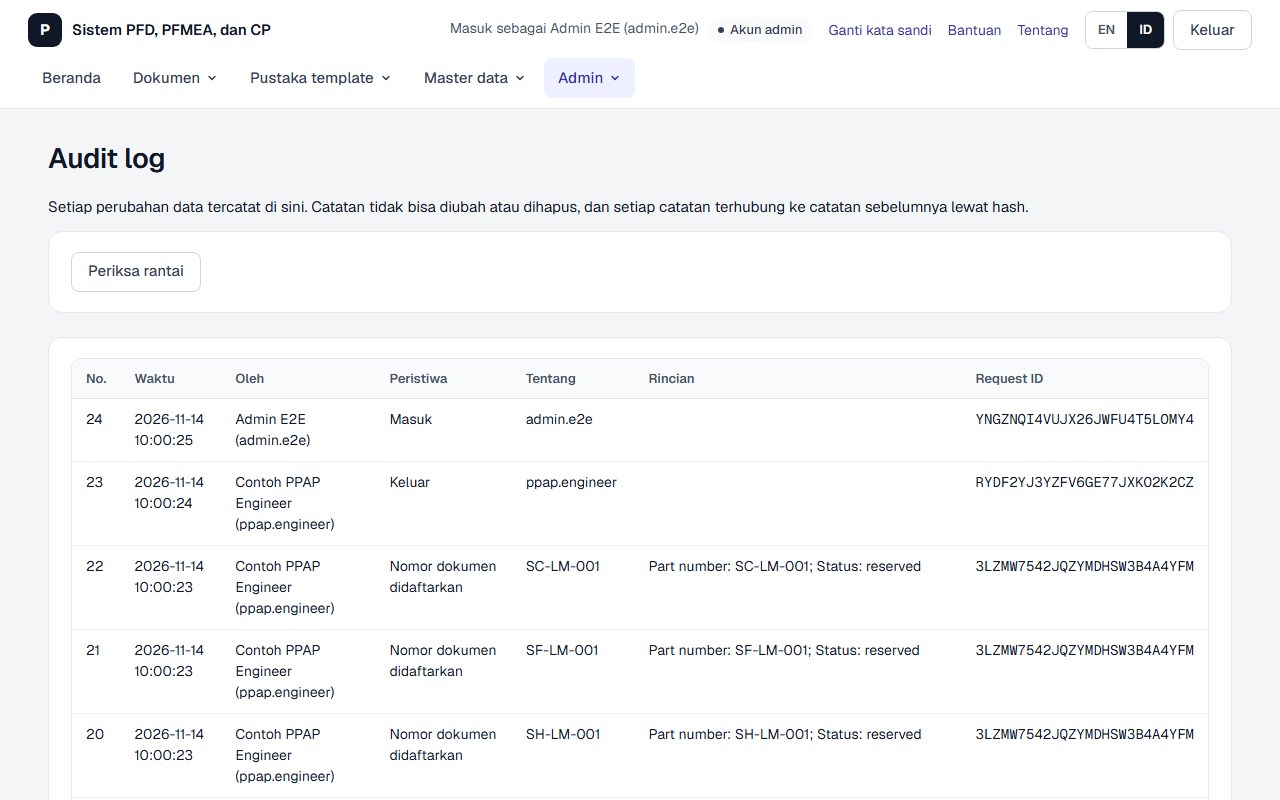 P
Sistem PFD, PFMEA, dan CP
Masuk sebagai Admin E2E (admin.e2e)
Akun admin
Ganti kata sandi
Bantuan
Tentang
EN
ID
Keluar
Beranda
Dokumen
Pustaka template
Master data
Admin
Audit log
Setiap perubahan data tercatat di sini. Catatan tidak bisa diubah atau dihapus, dan setiap catatan terhubung ke catatan sebelumnya lewat hash.
Periksa rantai
No. Waktu Oleh Peristiwa Tentang Rincian Request ID
24 2026-11-14 Admin E2E Masuk admin.e2e YNGZNQI4VUJX26JWFU4T5LOMY4
10:00:25 (admin.e2e)
23 2026-11-14 Contoh PPAP Keluar ppap.engineer RYDF2YJ3YZFV6GE77JXKO2K2CZ
10:00:24 Engineer
(ppap.engineer)
22 2026-11-14 Contoh PPAP Nomor dokumen SC-LM-001 Part number: SC-LM-001; Status: reserved 3LZMW7542JQZYMDHSW3B4A4YFM
10:00:23 Engineer didaftarkan
(ppap.engineer)
21 2026-11-14 Contoh PPAP Nomor dokumen SF-LM-001 Part number: SF-LM-001; Status: reserved 3LZMW7542JQZYMDHSW3B4A4YFM
10:00:23 Engineer didaftarkan
(ppap.engineer)
20 2026-11-14 Contoh PPAP Nomor dokumen SH-LM-001 Part number: SH-LM-001; Status: reserved 3LZMW7542JQZYMDHSW3B4A4YFM
10:00:23 Engineer didaftarkan
(ppap.engineer)